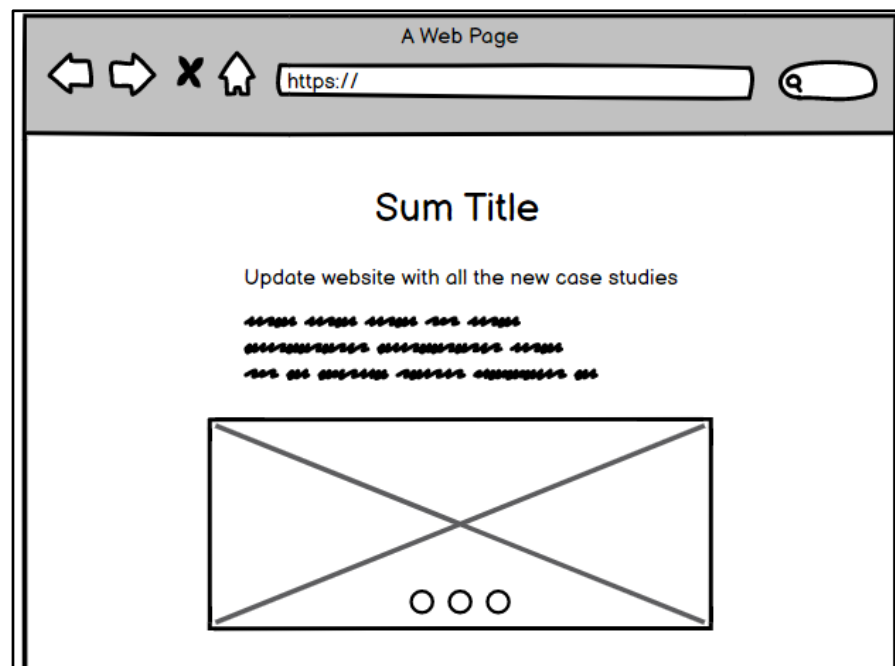 A Web Page
https://
Sum Title
Update website with all the new case studies